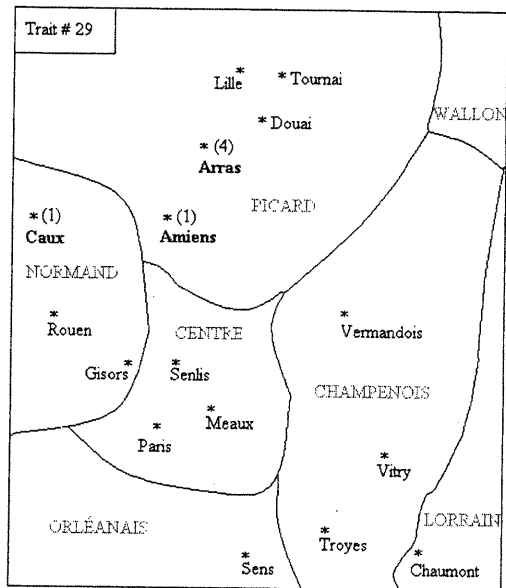 Trait # 29
* Lille
* Tournai
* Douai
WALLON
* (4)
Arras
PICARD
* (1)
Caux
* (1)
Amiens
NORMAND
* Rouen
CENTRE
* Vermandois
Gisors *
* Senlis
CHAMPENOIS
* Meaux
* Paris
* Vitry
ORLÉANAIS
LORRAIN
* Troyes
* Sens
* Chaumont